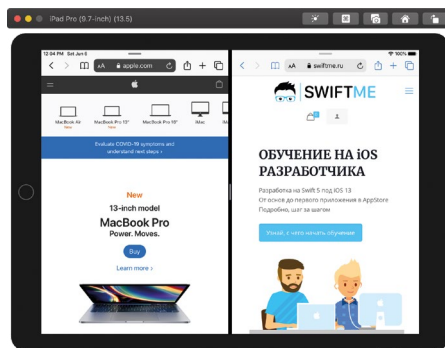 iPad Pro (9.7-inch) (13.5)
12:04 PM Sat Jun 6
100%
AA apple.com
AA swiftme.ru
SWIFTME
MacBook Air
New
MacBook Pro 13"
New
MacBook Pro 16"
iMac
Evaluate COVID-19 symptoms and
understand next steps ›
New
13-inch model
MacBook Pro
Power. Moves.
Buy
Learn more ›
ОБУЧЕНИЕ НА iOS
РАЗРАБОТЧИКА
Разработка на Swift 5 под iOS 13
От основ до первого приложения в AppStore
Подробно, шаг за шагом
Узнай, с чего начать обучение